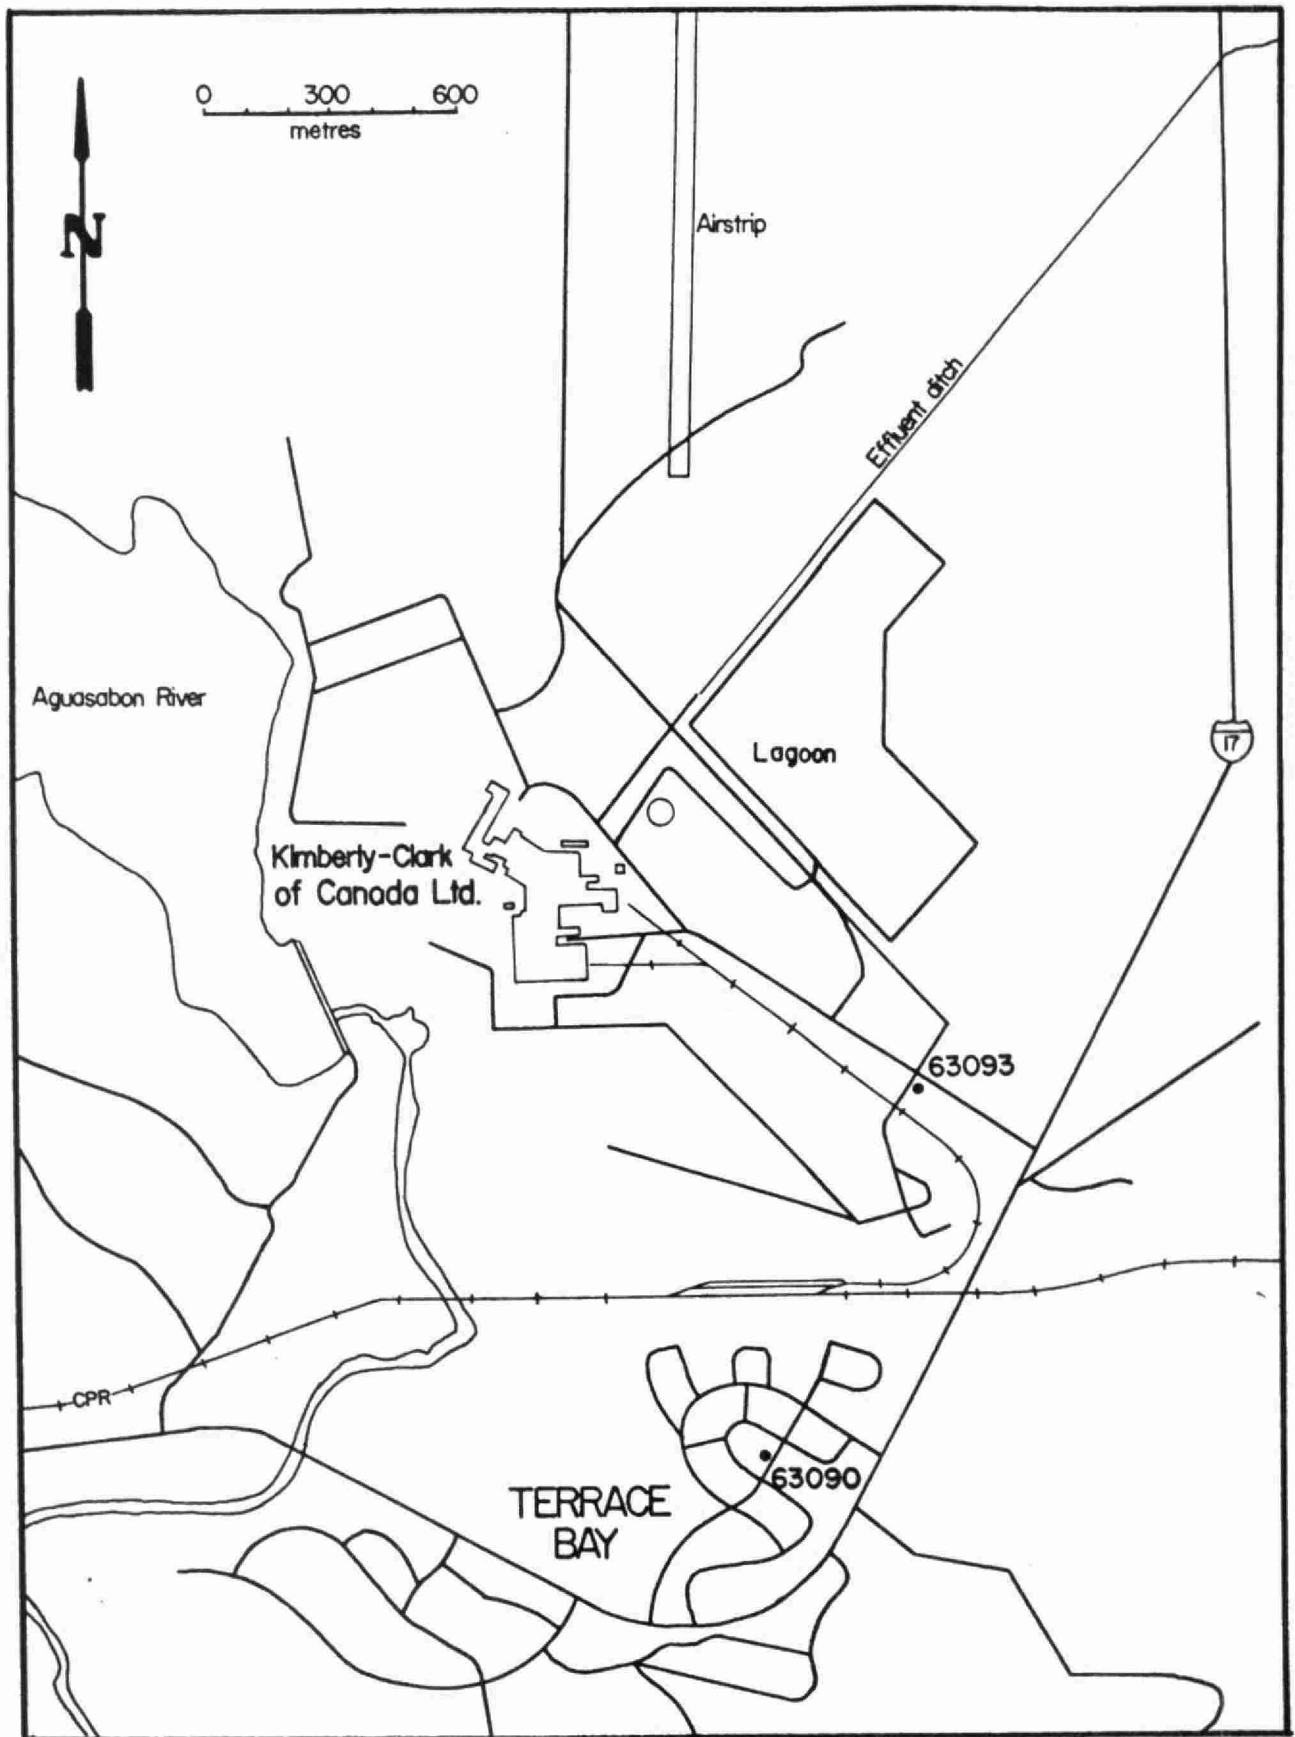 0 300 600
metres
N
Airstrip
Effluent ditch
Aguasabon River
17
Lagoon
Kimberly-Clark
of Canada Ltd.
63093
CPR
63090
TERRACE
BAY